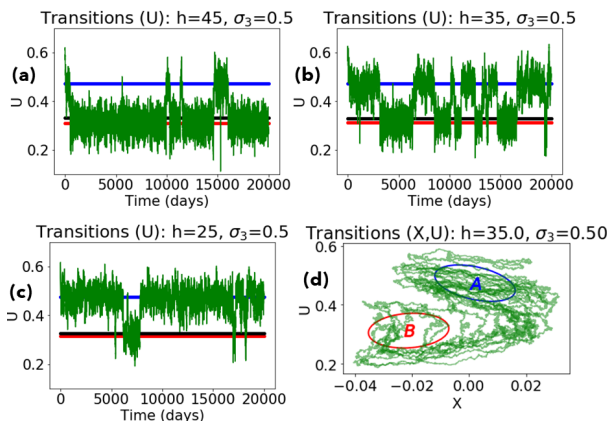 Transitions (U): h=45, σ₃=0.5
(a)
U
0.6
0.4
0.2
0 5000 10000 15000 20000
Time (days)
Transitions (U): h=35, σ₃=0.5
(b)
U
0.6
0.4
0.2
0 5000 10000 15000 20000
Time (days)
Transitions (U): h=25, σ₃=0.5
(c)
U
0.6
0.4
0.2
0 5000 10000 15000 20000
Time (days)
Transitions (X,U): h=35.0, σ₃=0.50
(d)
U
0.6
0.4
0.2
A
B
−0.04 −0.02 0.00 0.02
X